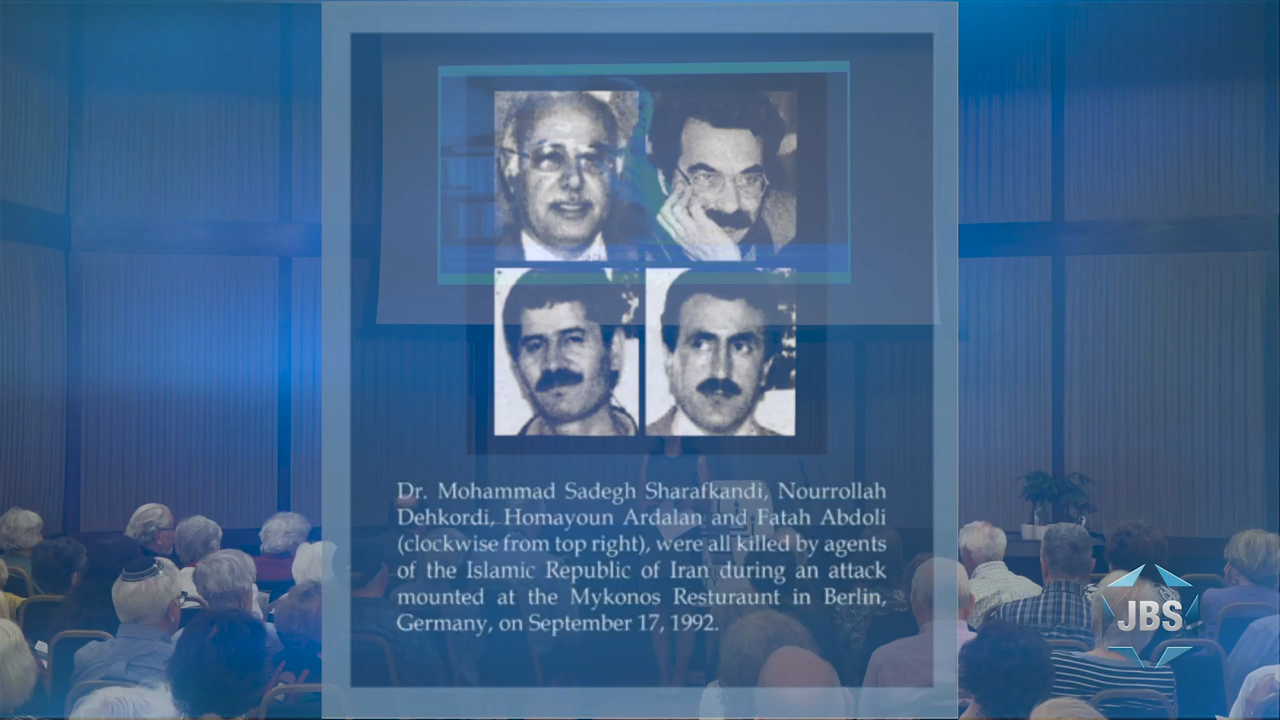 Dr. Mohammad Sadegh Sharafkandi, Nourrollah
Dehkordi, Homayoun Ardalan and Fatah Abdoli
(clockwise from top right), were all killed by agents
of the Islamic Republic of Iran during an attack
mounted at the Mykonos Resturaunt in Berlin,
Germany, on September 17, 1992.
JBS